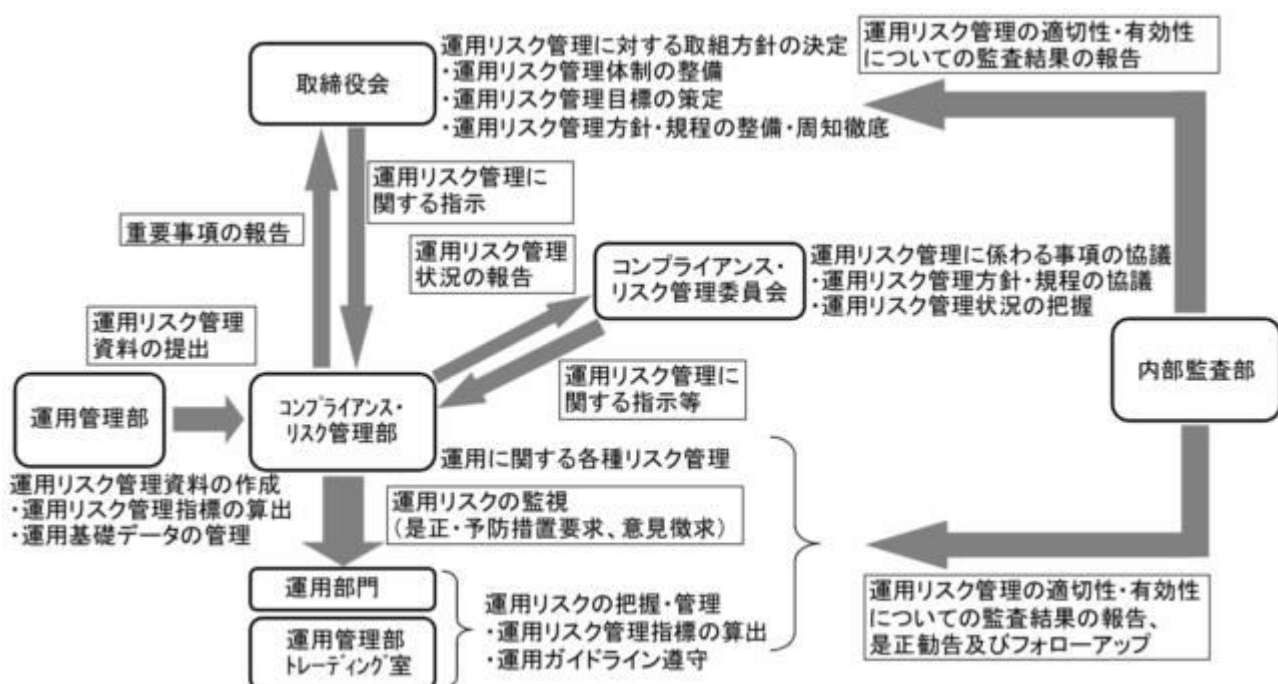 取締役会
運用リスク管理に対する取組方針の決定
・運用リスク管理体制の整備
・運用リスク管理目標の策定
・運用リスク管理方針・規程の整備・周知徹底
運用リスク管理の適切性・有効性
についての監査結果の報告
運用リスク管理に
関する指示
重要事項の報告
運用リスク管理
状況の報告
コンプライアンス・
リスク管理委員会
運用リスク管理に係わる事項の協議
・運用リスク管理方針・規程の協議
・運用リスク管理状況の把握
運用リスク管理
資料の提出
運用リスク管理に
関する指示等
内部監査部
運用管理部
コンプライアンス・
リスク管理部
運用に関する各種リスク管理
運用リスク管理資料の作成
・運用リスク管理指標の算出
・運用基礎データの管理
運用リスクの監視
(是正・予防措置要求、意見徴求)
運用部門
運用管理部
トレーディング室
運用リスクの把握・管理
・運用リスク管理指標の算出
・運用ガイドライン遵守
運用リスク管理の適切性・有効性
についての監査結果の報告、
是正勧告及びフォローアップ